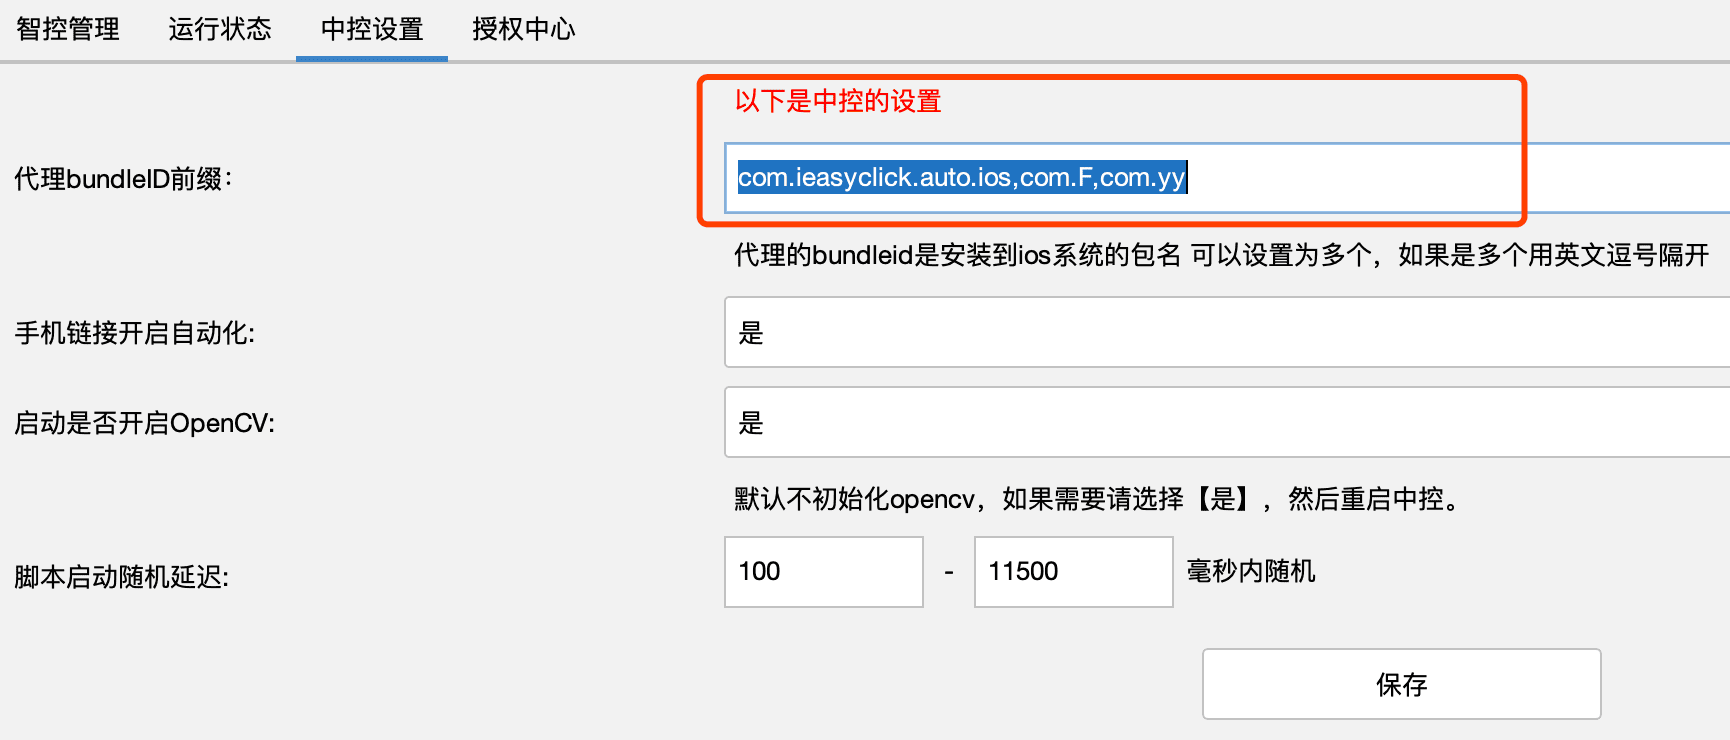 智控管理 运行状态 中控设置 授权中心
以下是中控的设置
代理bundleID前缀： com.ieasyclick.auto.ios,com.F,com.yy
代理的bundleid是安装到ios系统的包名 可以设置为多个，如果是多个用英文逗号隔开
手机链接开启自动化: 是
启动是否开启OpenCV: 是
默认不初始化opencv，如果需要请选择【是】，然后重启中控。
脚本启动随机延迟: 100 - 11500 毫秒内随机
保存